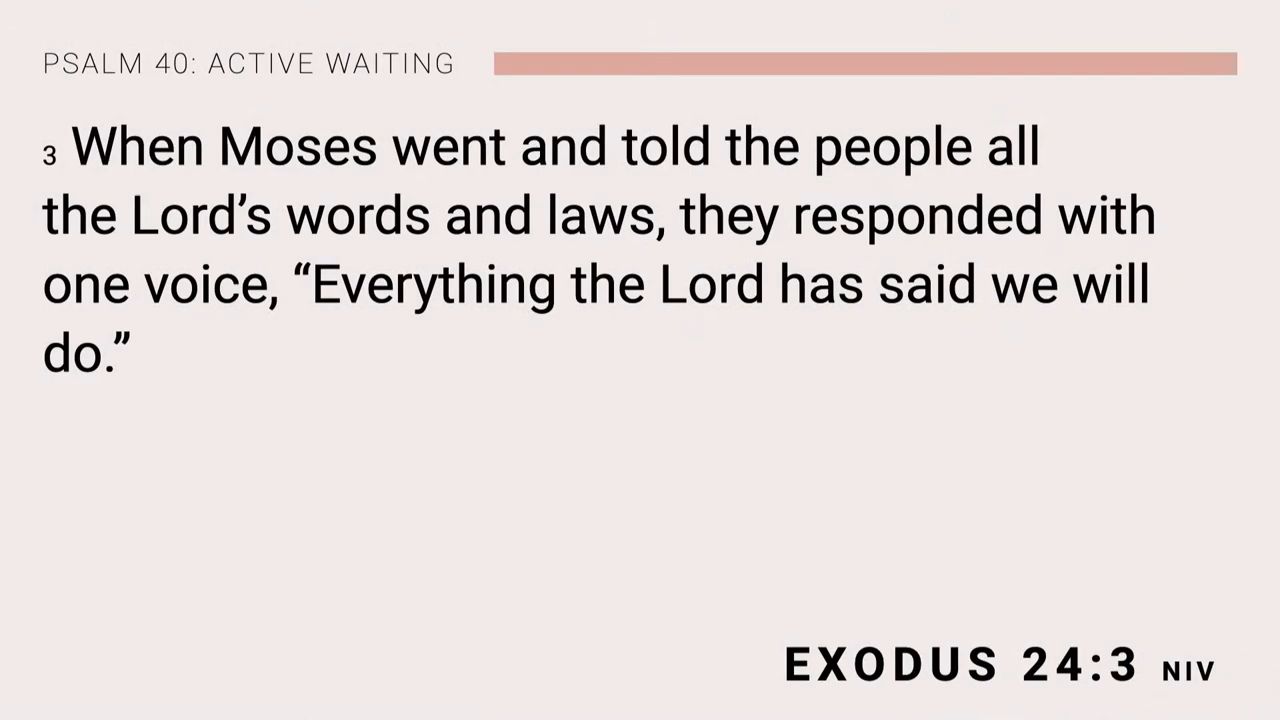 PSALM 40: ACTIVE WAITING
3 When Moses went and told the people all
the Lord’s words and laws, they responded with
one voice, “Everything the Lord has said we will
do.”
EXODUS 24:3 NIV